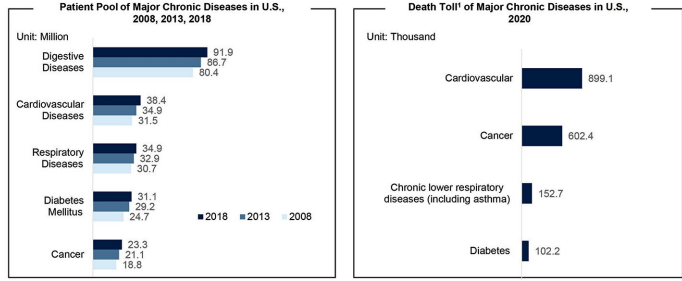 Patient Pool of Major Chronic Diseases in U.S.,
2008, 2013, 2018
Unit: Million
Digestive
Diseases
91.9
86.7
80.4
Cardiovascular
Diseases
38.4
34.9
31.5
Respiratory
Diseases
34.9
32.9
30.7
Diabetes
Mellitus
31.1
29.2
24.7
2018 2013 2008
Cancer
23.3
21.1
18.8
Death Toll¹ of Major Chronic Diseases in U.S.,
2020
Unit: Thousand
Cardiovascular
899.1
Cancer
602.4
Chronic lower respiratory
diseases (including asthma)
152.7
Diabetes
102.2